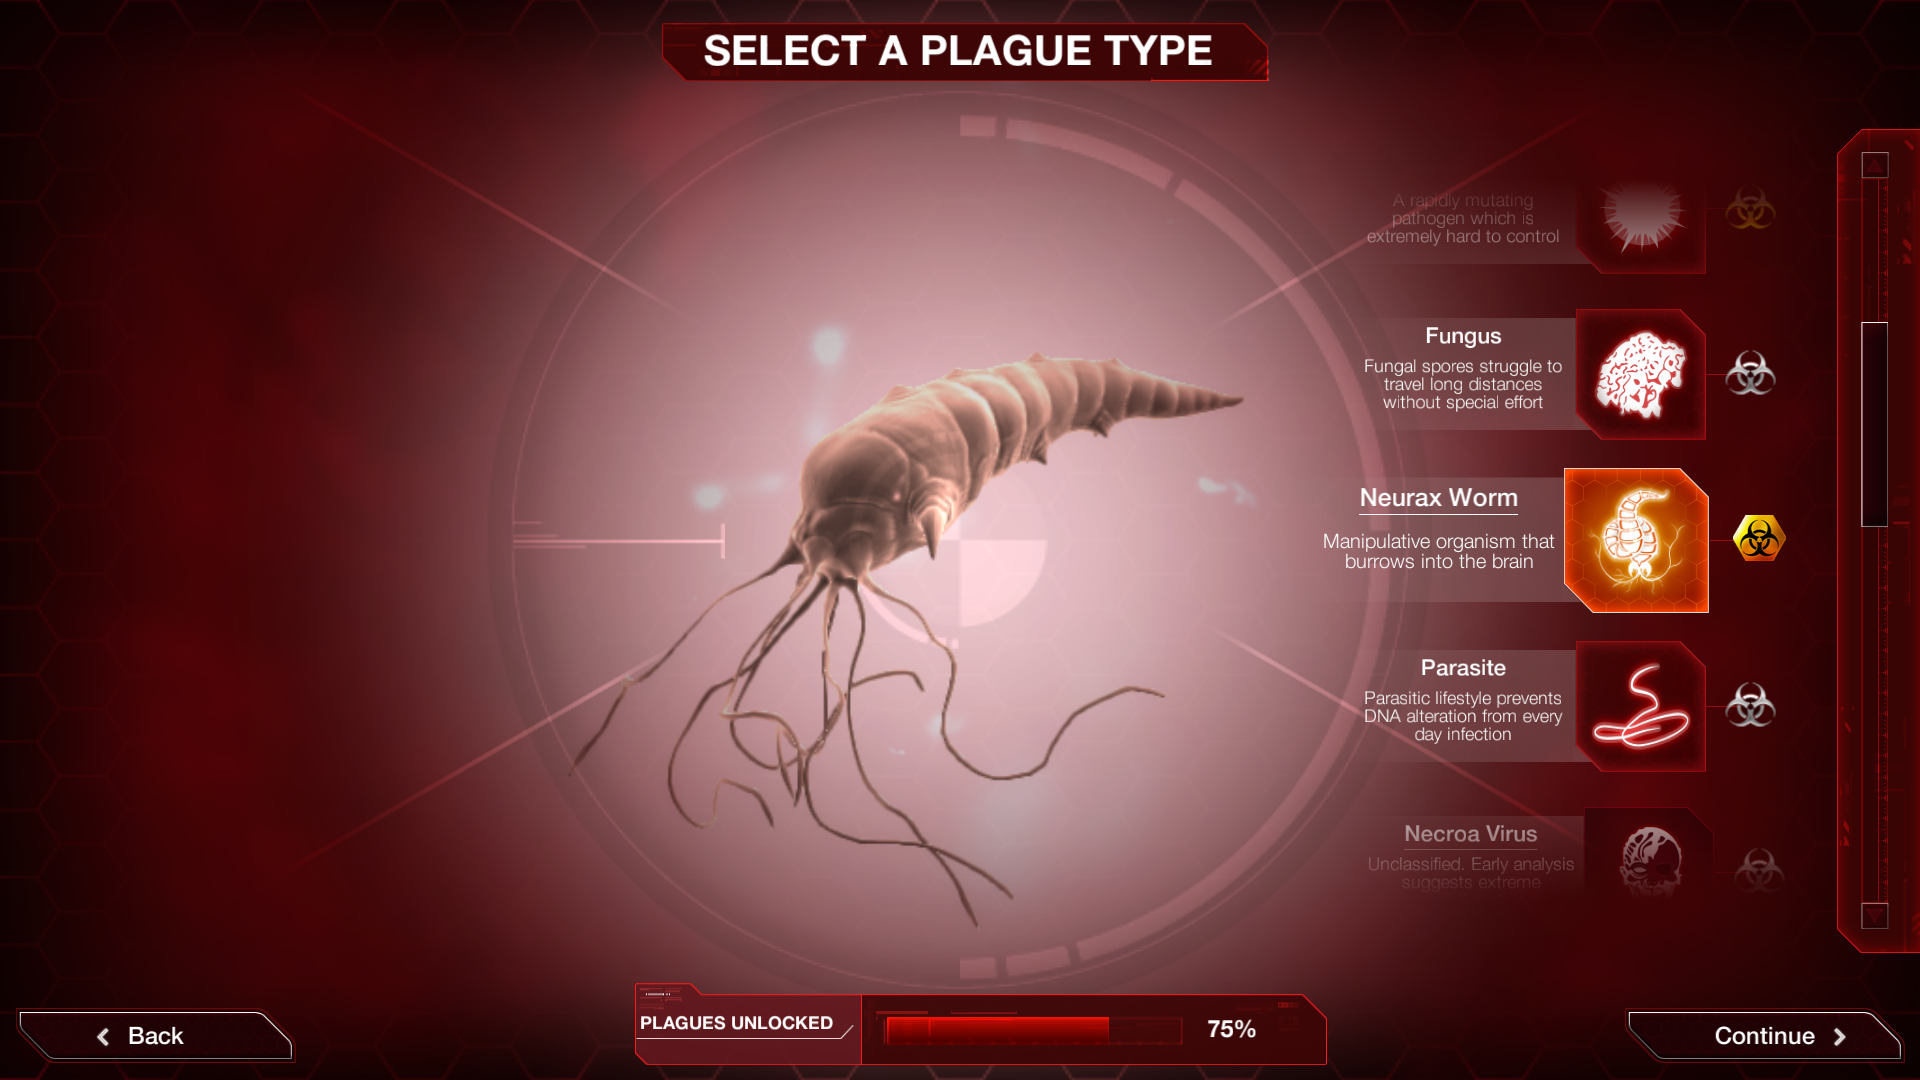 SELECT A PLAGUE TYPE
A rapidly mutating
pathogen which is
extremely hard to control
Fungus
Fungal spores struggle to
travel long distances
without special effort
Neurax Worm
Manipulative organism that
burrows into the brain
Parasite
Parasitic lifestyle prevents
DNA alteration from every
day infection
Necroa Virus
Unclassified. Early analysis
suggests extreme
Back
PLAGUES UNLOCKED
75%
Continue